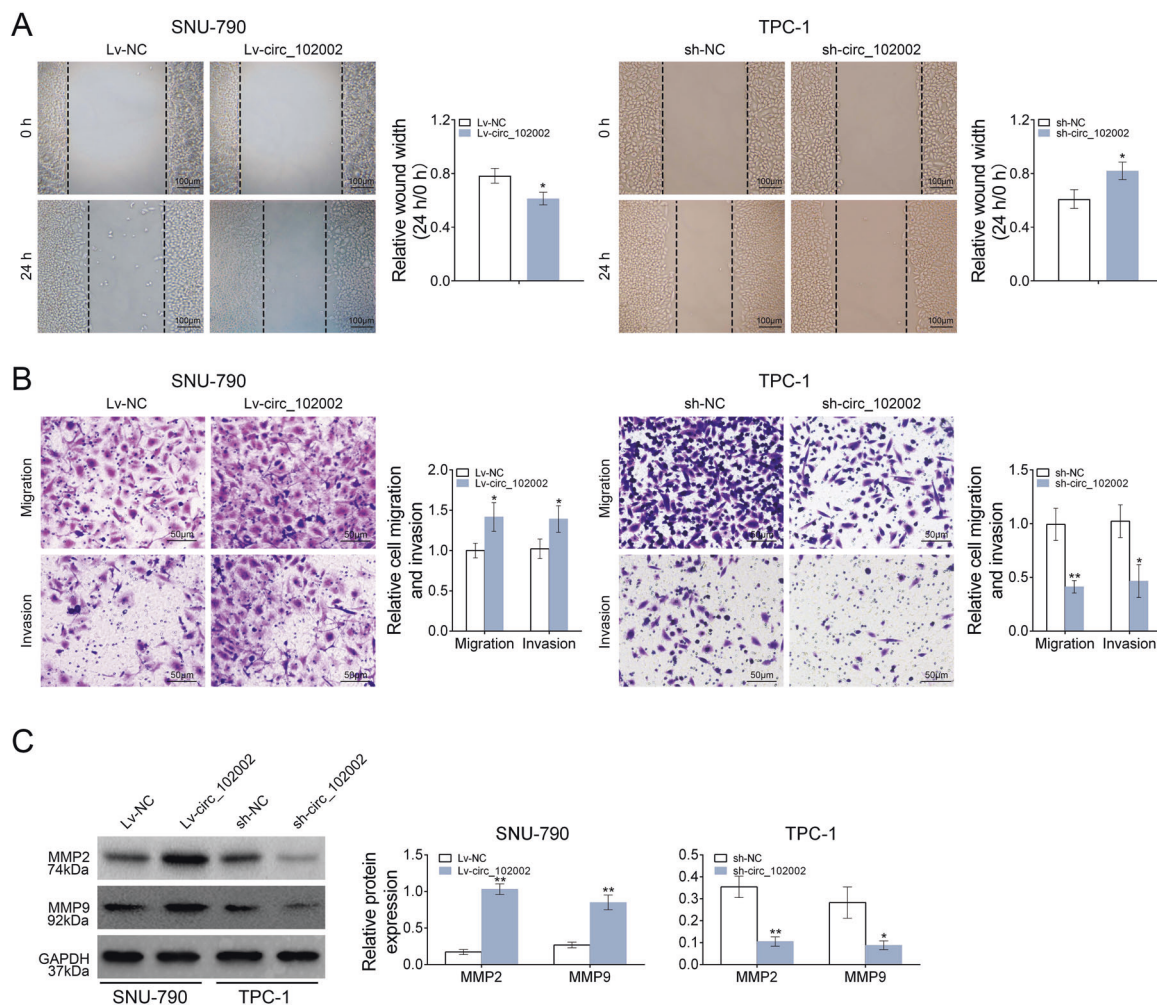 A
SNU-790
Lv-NC
Lv-circ_102002
0 h
100μm
100μm
24 h
100μm
100μm
Relative wound width
(24 h/0 h)
1.2
0.8
0.4
0.0
Lv-NC
Lv-circ_102002
*
TPC-1
sh-NC
sh-circ_102002
0 h
100μm
100μm
24 h
100μm
100μm
Relative wound width
(24 h/0 h)
1.2
0.8
0.4
0.0
sh-NC
sh-circ_102002
*
B
SNU-790
Lv-NC
Lv-circ_102002
Migration
50μm
50μm
Invasion
50μm
50μm
Relative cell migration
and invasion
2.0
1.5
1.0
0.5
0.0
Lv-NC
Lv-circ_102002
*
*
Migration
Invasion
TPC-1
sh-NC
sh-circ_102002
Migration
50μm
50μm
Invasion
50μm
50μm
Relative cell migration
and invasion
1.5
1.0
0.5
0.0
sh-NC
sh-circ_102002
**
*
Migration
Invasion
C
Lv-NC
Lv-circ_102002
sh-NC
sh-circ_102002
MMP2
74kDa
MMP9
92kDa
GAPDH
37kDa
SNU-790
TPC-1
SNU-790
Relative protein
expression
1.5
1.0
0.5
0.0
Lv-NC
Lv-circ_102002
**
**
MMP2
MMP9
TPC-1
0.5
0.4
0.3
0.2
0.1
0.0
sh-NC
sh-circ_102002
**
*
MMP2
MMP9